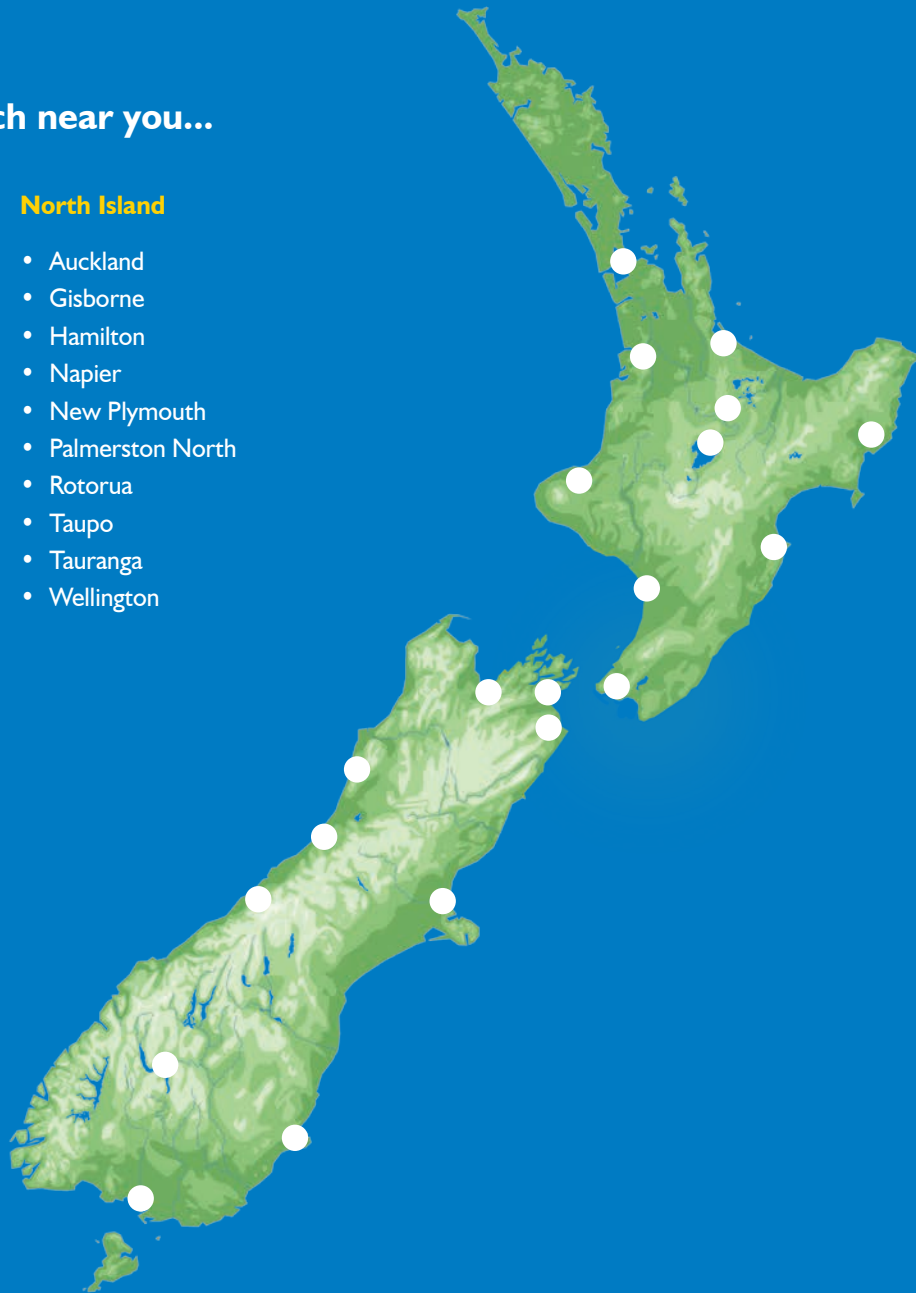 ch near you...
North Island
• Auckland
• Gisborne
• Hamilton
• Napier
• New Plymouth
• Palmerston North
• Rotorua
• Taupo
• Tauranga
• Wellington